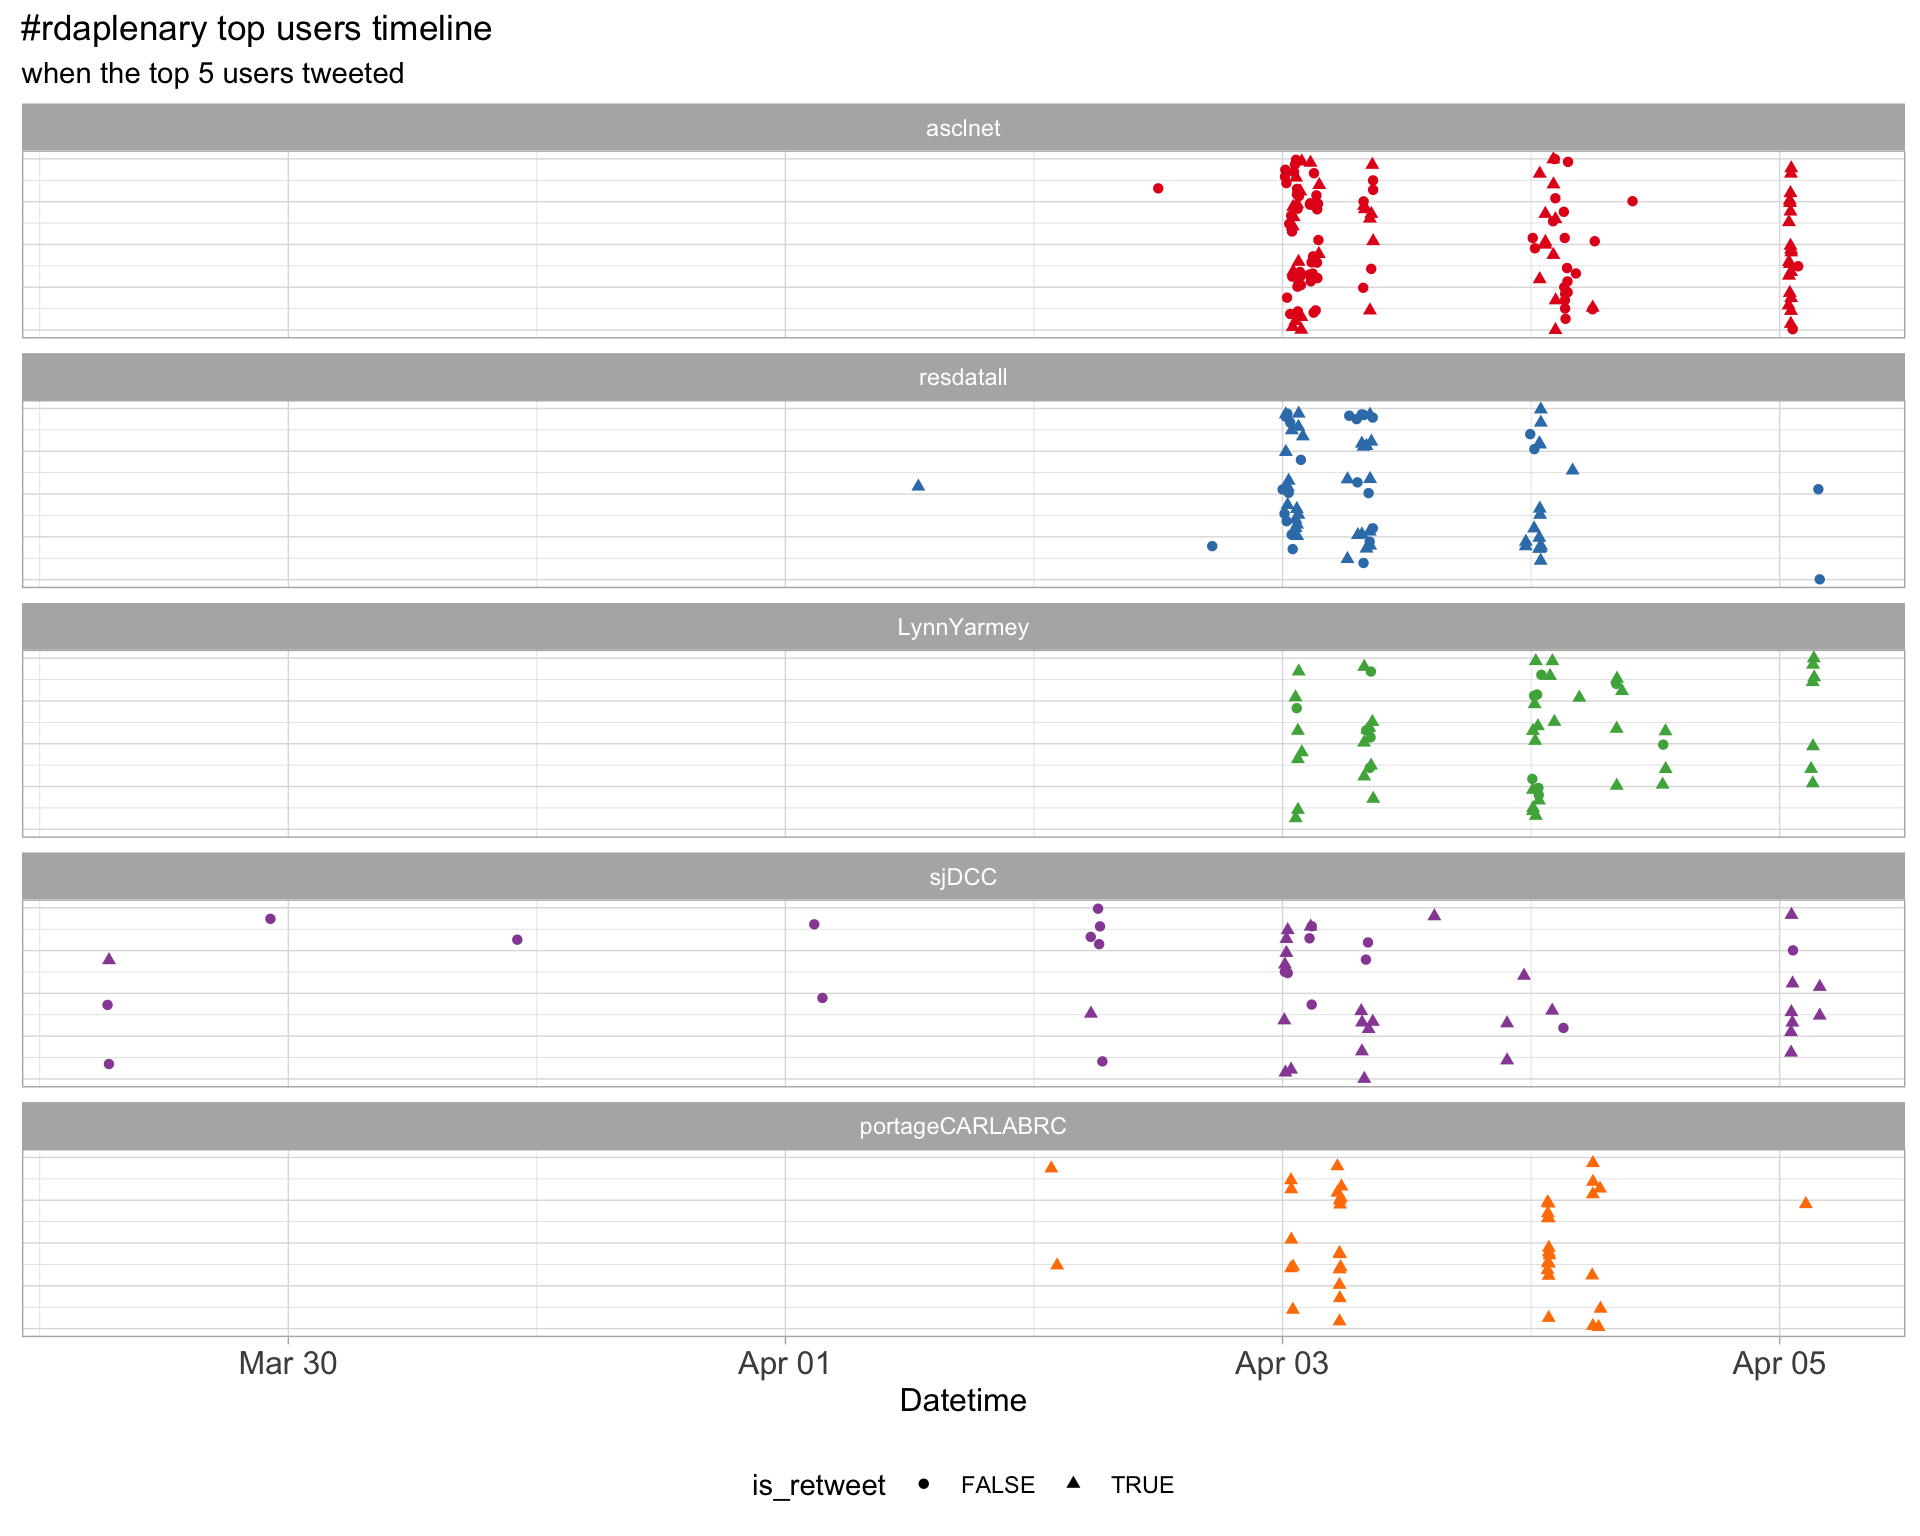 #rdaplenary top users timeline
when the top 5 users tweeted
asclnet
resdatall
LynnYarmey
sjDCC
portageCARLABRC
Mar 30 Apr 01 Apr 03 Apr 05
Datetime
is_retweet FALSE TRUE